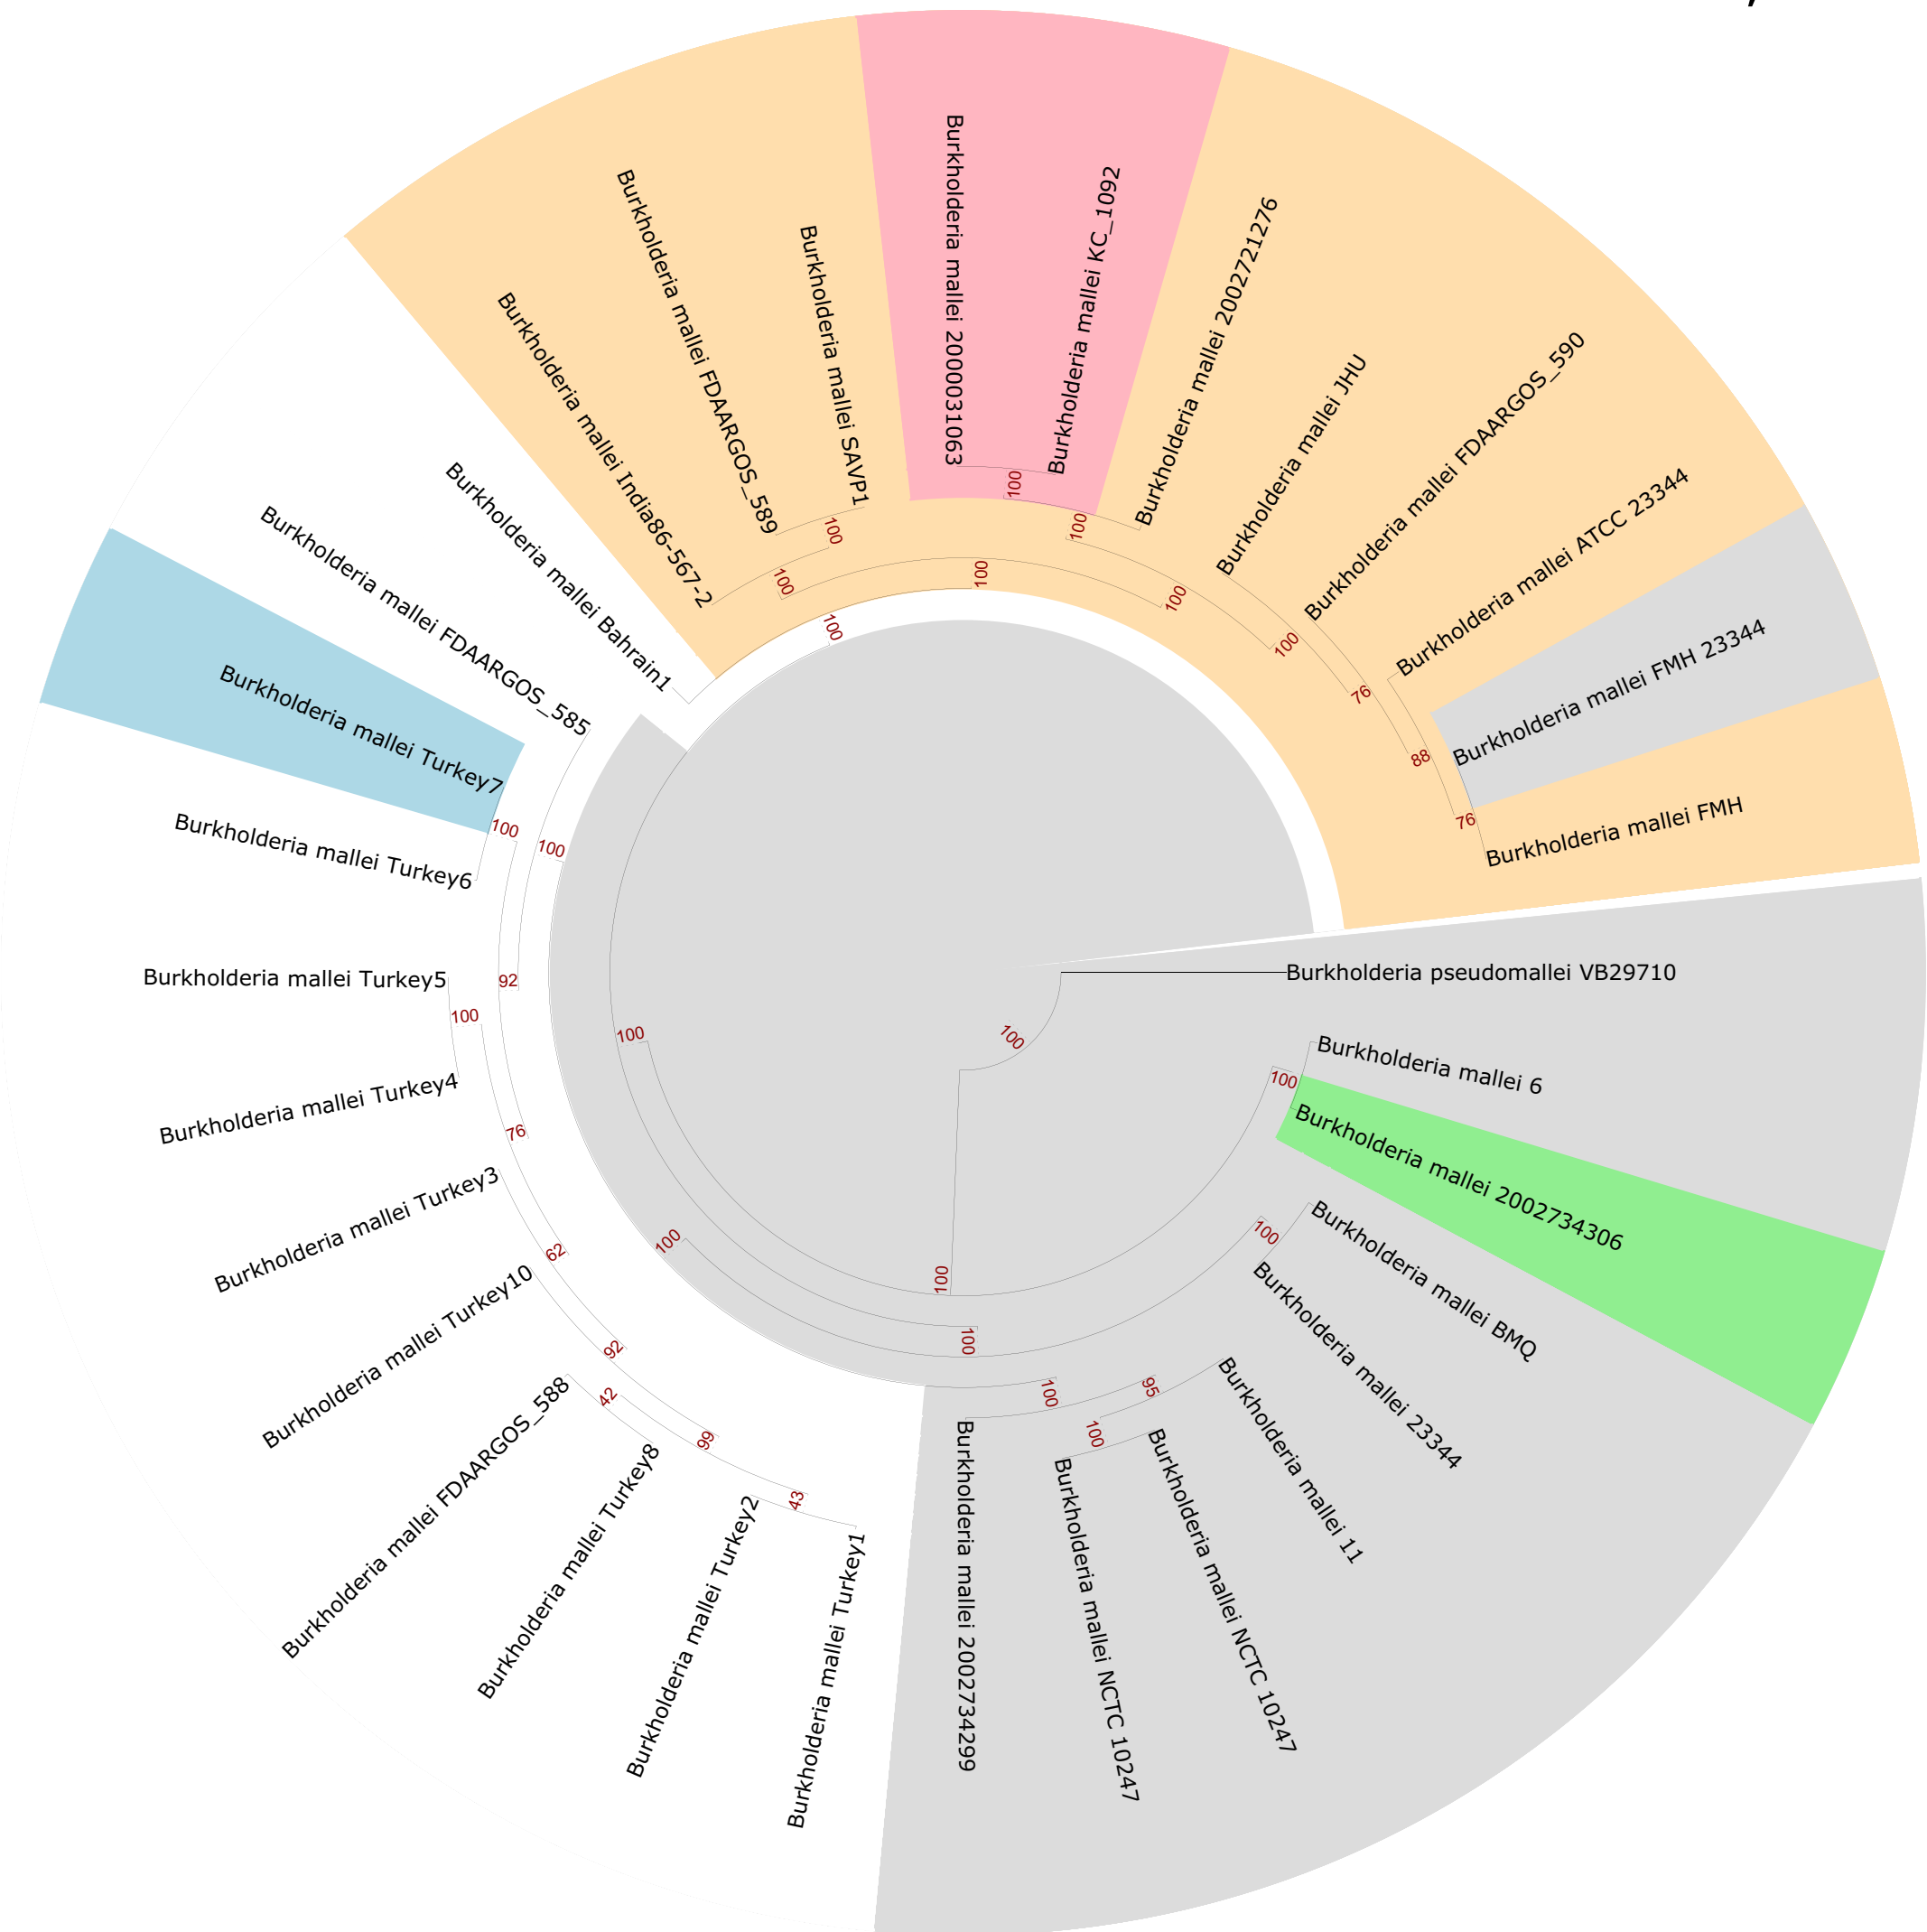 Burkholderia mallei 2000031063
Burkholderia mallei KC_1092
Burkholderia mallei 2002721276
Burkholderia mallei JHU
Burkholderia mallei FDAARGOS_590
Burkholderia mallei ATCC 23344
Burkholderia mallei FMH 23344
Burkholderia mallei FMH
Burkholderia pseudomallei VB29710
Burkholderia mallei 6
Burkholderia mallei 2002734306
Burkholderia mallei BMQ
Burkholderia mallei 23344
Burkholderia mallei 11
Burkholderia mallei NCTC 10247
Burkholderia mallei NCTC 10247
Burkholderia mallei 2002734299
Burkholderia mallei Turkey1
Burkholderia mallei Turkey2
Burkholderia mallei Turkey8
Burkholderia mallei FDAARGOS_588
Burkholderia mallei Turkey10
Burkholderia mallei Turkey3
Burkholderia mallei Turkey4
Burkholderia mallei Turkey5
Burkholderia mallei Turkey6
Burkholderia mallei Turkey7
Burkholderia mallei FDAARGOS_585
Burkholderia mallei Bahrain1
Burkholderia mallei India86-567-2
Burkholderia mallei FDAARGOS_589
Burkholderia mallei SAVP1
100
100
100
100
100
100
100
76
88
76
100
100
100
92
76
62
92
42
99
43
100
100
100
100
100
100
100
95
100
100
100
100